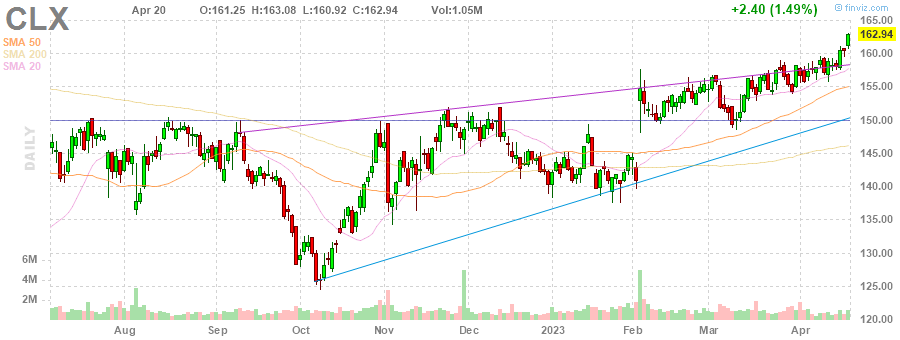 CLX
Apr 20 O:161.25 H:163.08 L:160.92 C:162.94 Vol:1.05M
+2.40 (1.49%)
© finviz.com
SMA 50
SMA 200
SMA 20
DAILY
165.00
162.94
160.00
155.00
150.00
145.00
140.00
135.00
130.00
125.00
120.00
6M
4M
2M
Aug Sep Oct Nov Dec 2023 Feb Mar Apr